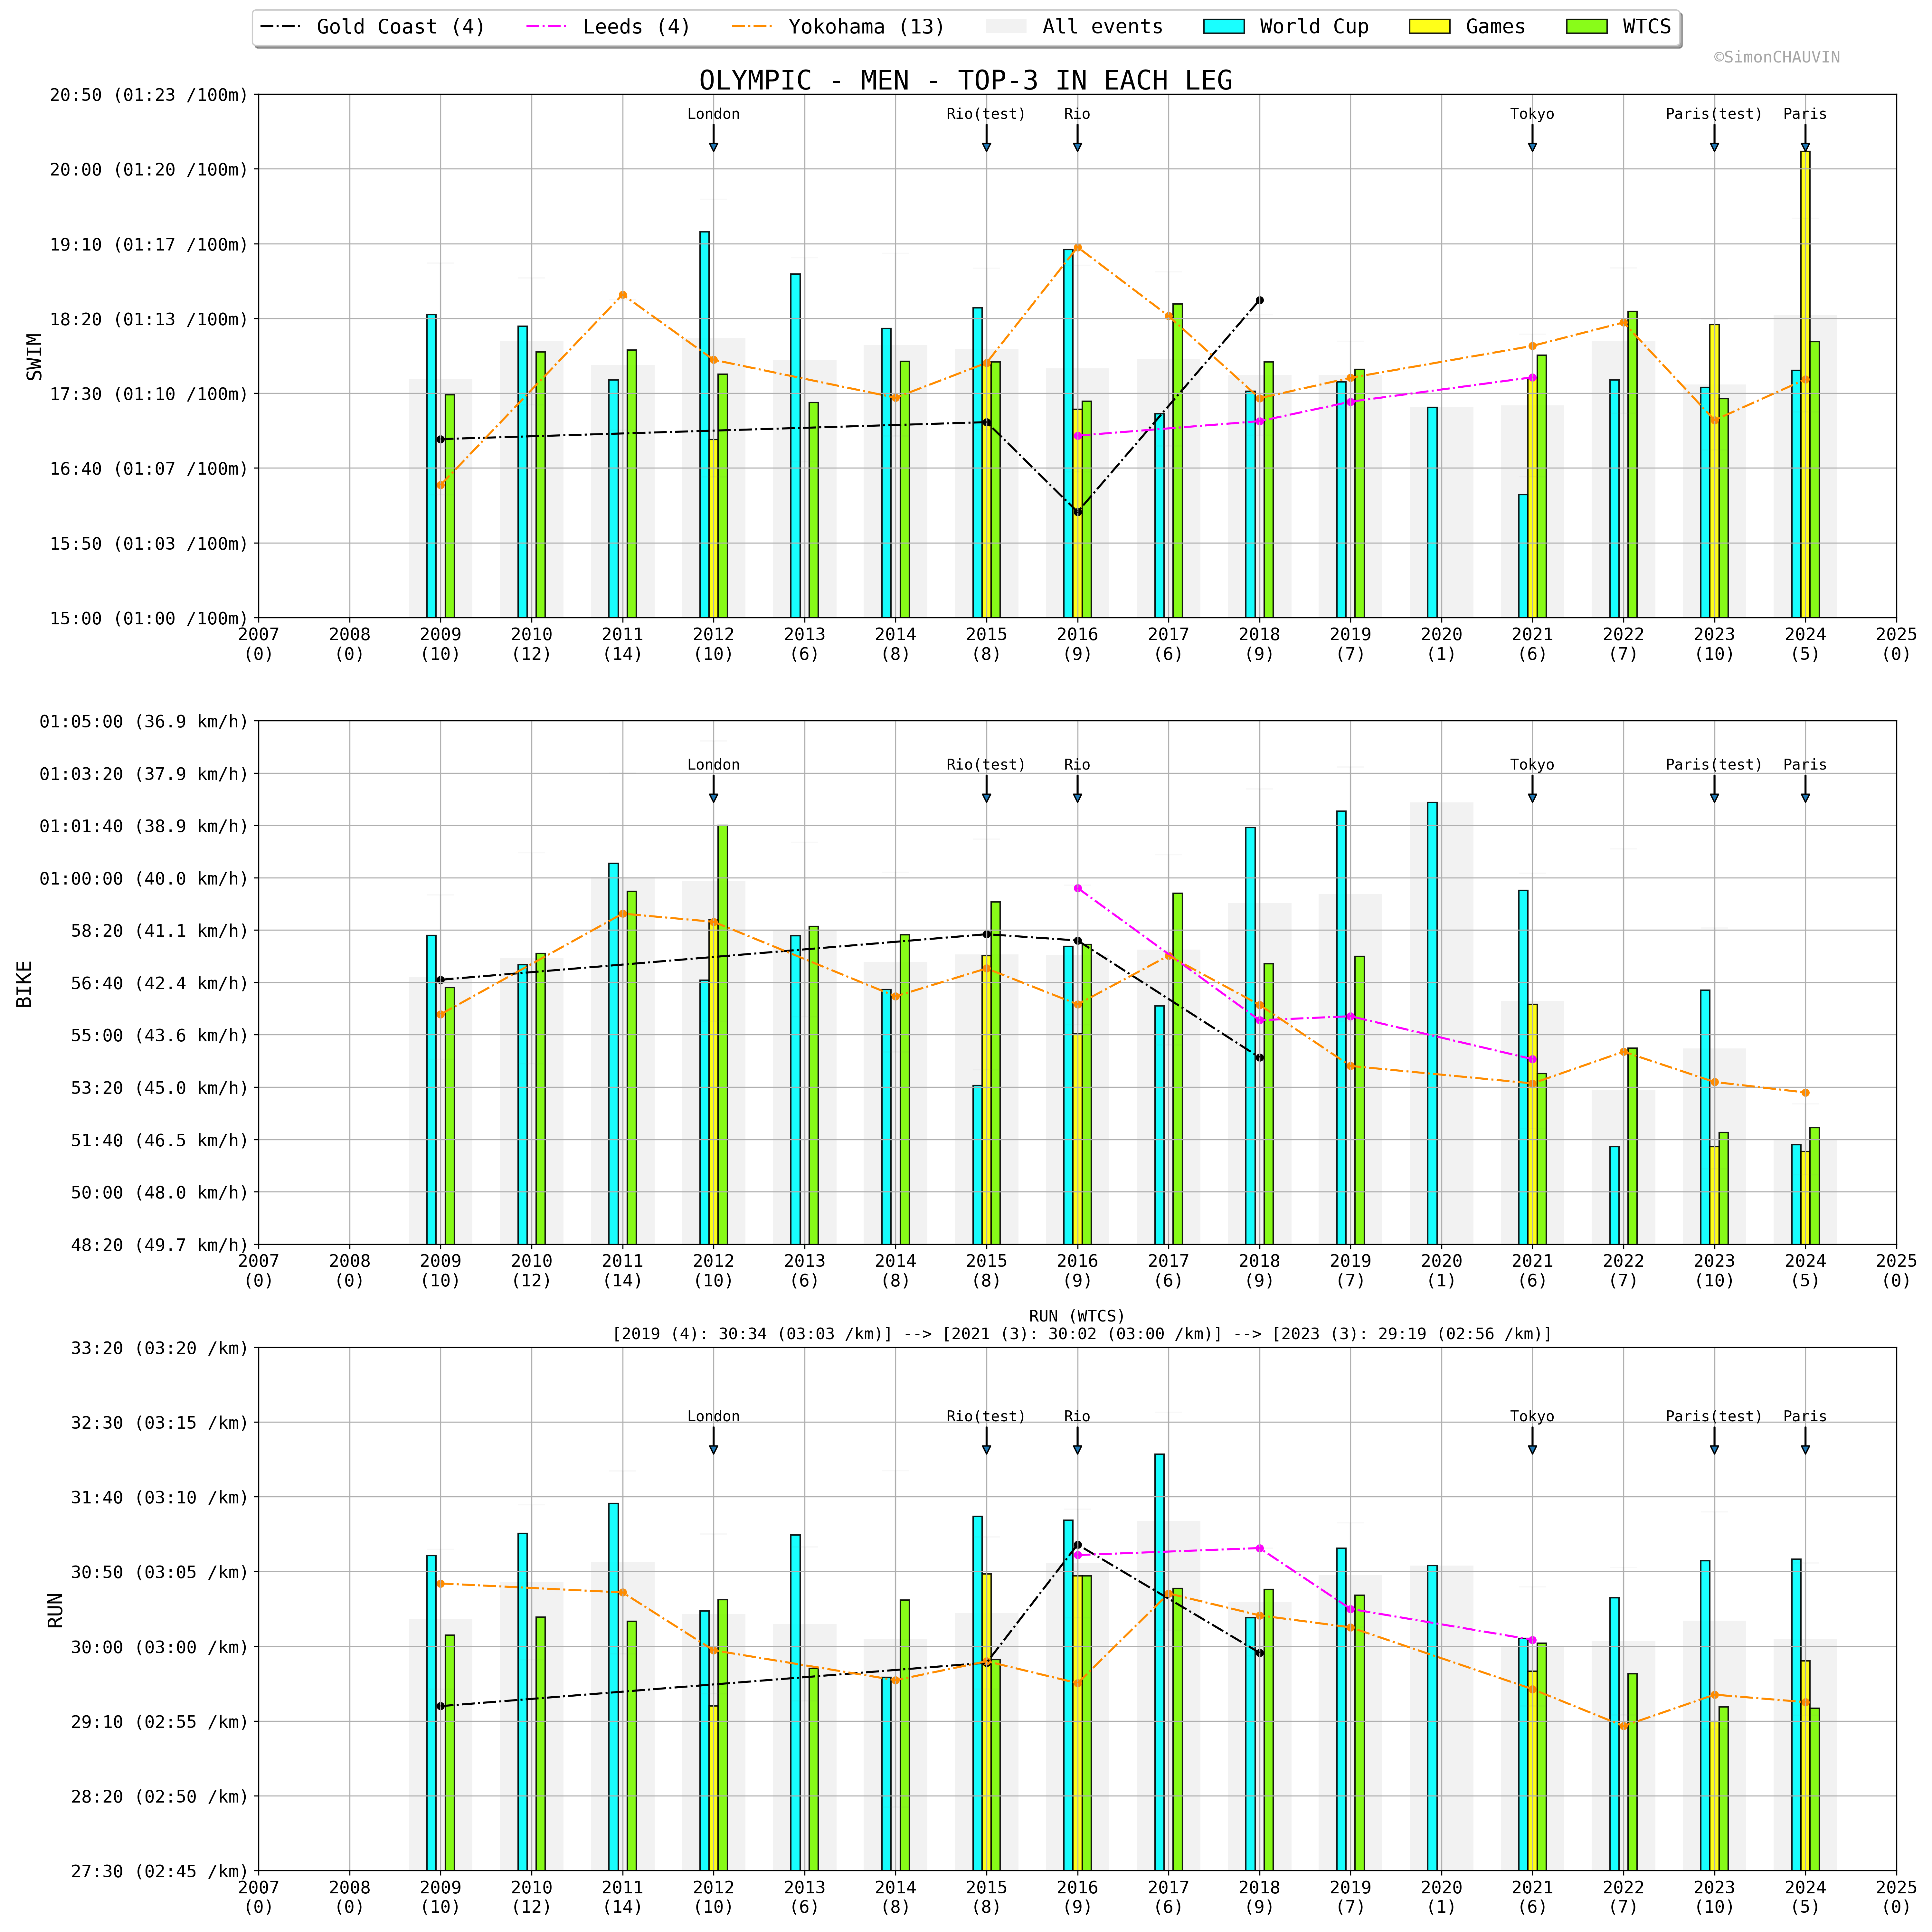 Gold Coast (4) Leeds (4) Yokohama (13) All events World Cup Games WTCS
©SimonCHAUVIN
OLYMPIC - MEN - TOP-3 IN EACH LEG
SWIM
20:50 (01:23 /100m)
20:00 (01:20 /100m)
19:10 (01:17 /100m)
18:20 (01:13 /100m)
17:30 (01:10 /100m)
16:40 (01:07 /100m)
15:50 (01:03 /100m)
15:00 (01:00 /100m)
London Rio(test) Rio Tokyo Paris(test) Paris
2007 2008 2009 2010 2011 2012 2013 2014 2015 2016 2017 2018 2019 2020 2021 2022 2023 2024 2025
(0) (0) (10) (12) (14) (10) (6) (8) (8) (9) (6) (9) (7) (1) (6) (7) (10) (5) (0)
BIKE
01:05:00 (36.9 km/h)
01:03:20 (37.9 km/h)
01:01:40 (38.9 km/h)
01:00:00 (40.0 km/h)
58:20 (41.1 km/h)
56:40 (42.4 km/h)
55:00 (43.6 km/h)
53:20 (45.0 km/h)
51:40 (46.5 km/h)
50:00 (48.0 km/h)
48:20 (49.7 km/h)
London Rio(test) Rio Tokyo Paris(test) Paris
2007 2008 2009 2010 2011 2012 2013 2014 2015 2016 2017 2018 2019 2020 2021 2022 2023 2024 2025
(0) (0) (10) (12) (14) (10) (6) (8) (8) (9) (6) (9) (7) (1) (6) (7) (10) (5) (0)
RUN (WTCS)
[2019 (4): 30:34 (03:03 /km)] --> [2021 (3): 30:02 (03:00 /km)] --> [2023 (3): 29:19 (02:56 /km)]
RUN
33:20 (03:20 /km)
32:30 (03:15 /km)
31:40 (03:10 /km)
30:50 (03:05 /km)
30:00 (03:00 /km)
29:10 (02:55 /km)
28:20 (02:50 /km)
27:30 (02:45 /km)
London Rio(test) Rio Tokyo Paris(test) Paris
2007 2008 2009 2010 2011 2012 2013 2014 2015 2016 2017 2018 2019 2020 2021 2022 2023 2024 2025
(0) (0) (10) (12) (14) (10) (6) (8) (8) (9) (6) (9) (7) (1) (6) (7) (10) (5) (0)